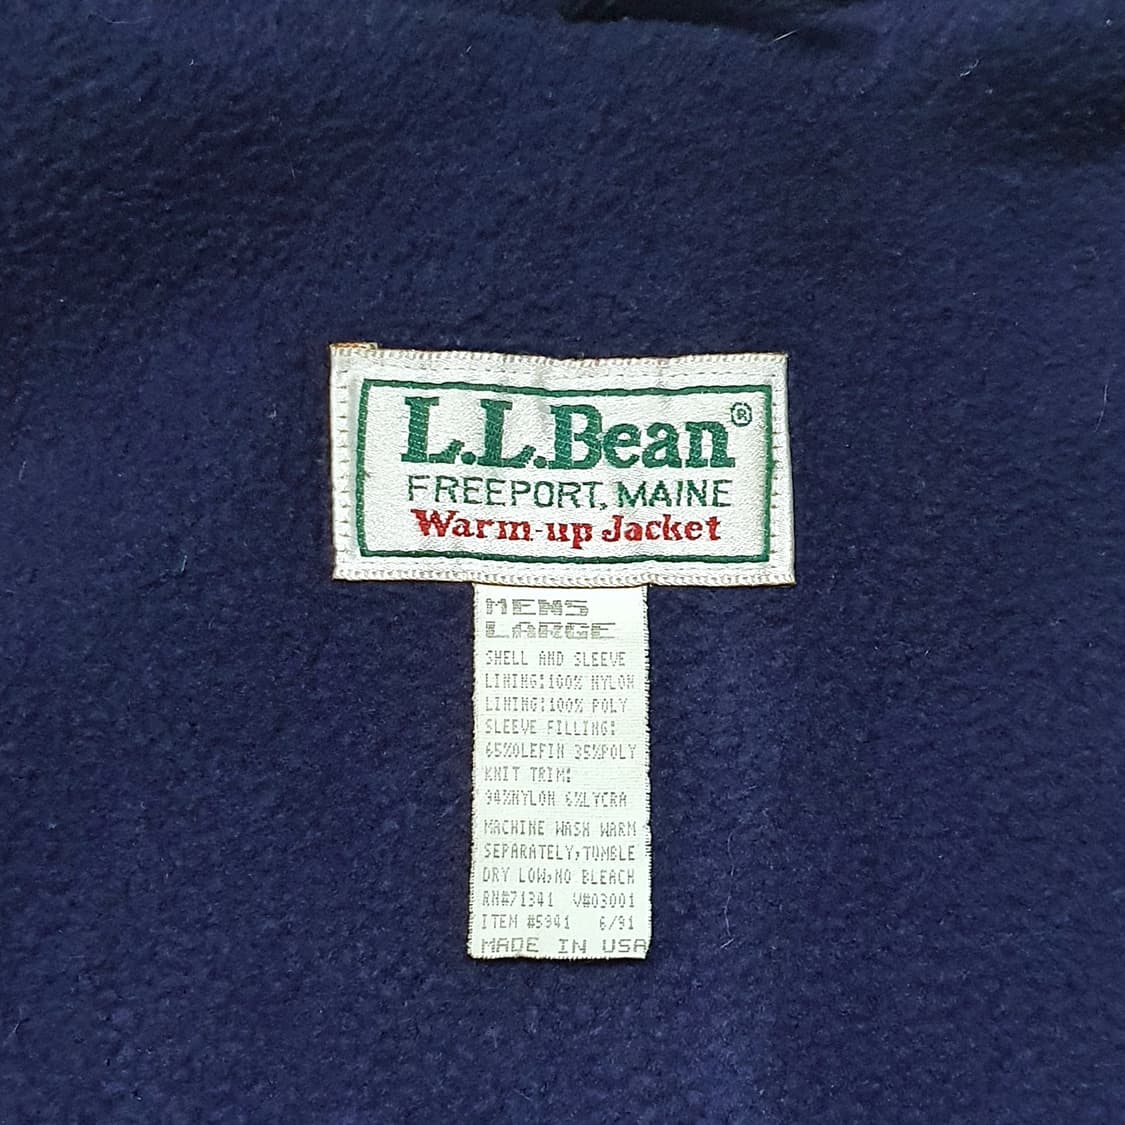 L.L.Bean®
FREEPORT, MAINE
Warm-up Jacket
MENS
LARGE
SHELL AND SLEEVE
LINING:100% NYLON
LINING:100% POLY
SLEEVE FILLING:
65%OLEFIN 35%POLY
KNIT TRIM:
94%NYLON 6%LYCRA
MACHINE WASH WARM
SEPARATELY,TUMBLE
DRY LOW,NO BLEACH
RN#71341 V#03001
ITEM #5941 6/91
MADE IN USA